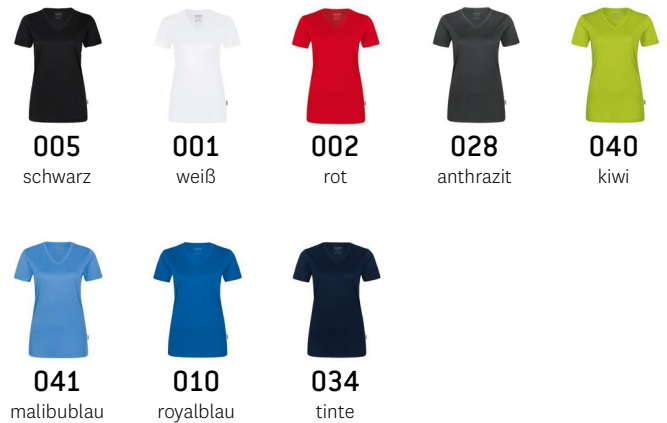 005 001 002 028 040
schwarz weiß rot anthrazit kiwi
041 010 034
malibublau royalblau tinte